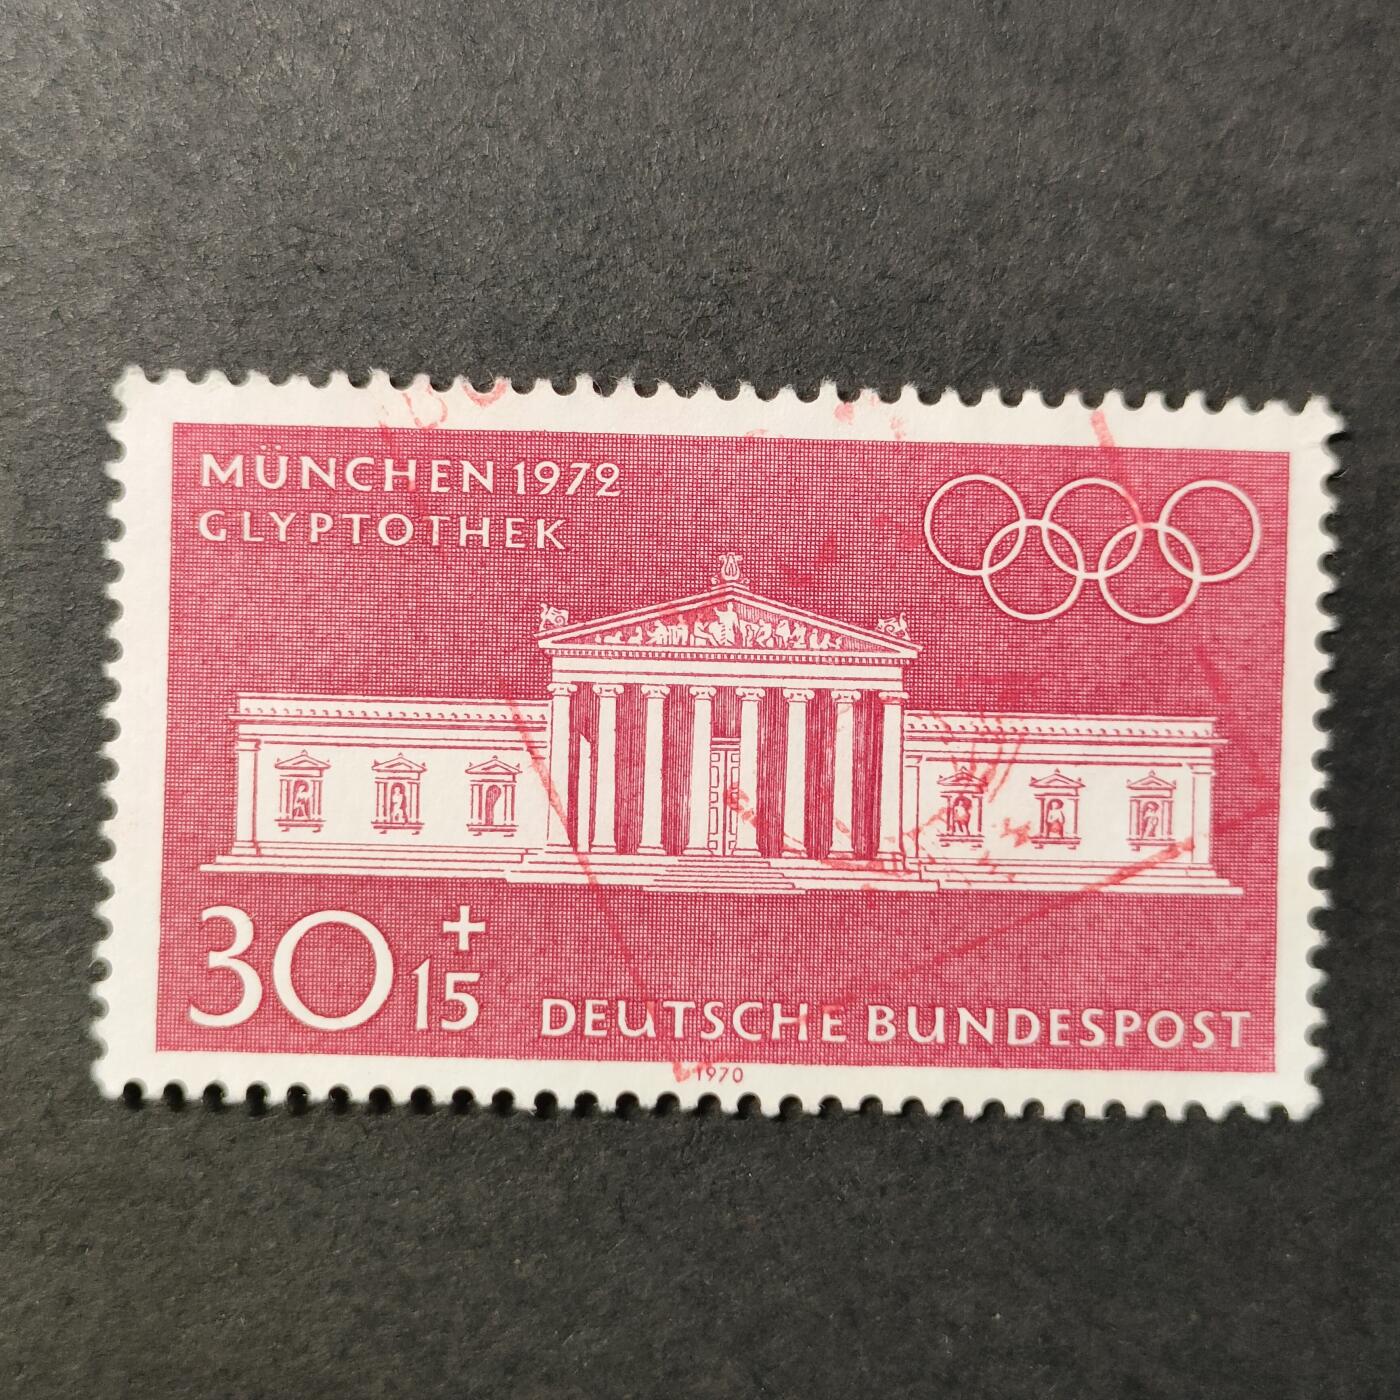 MÜNCHEN 1972
GLYPTOTHEK
30 + 15
DEUTSCHE BUNDESPOST
1970